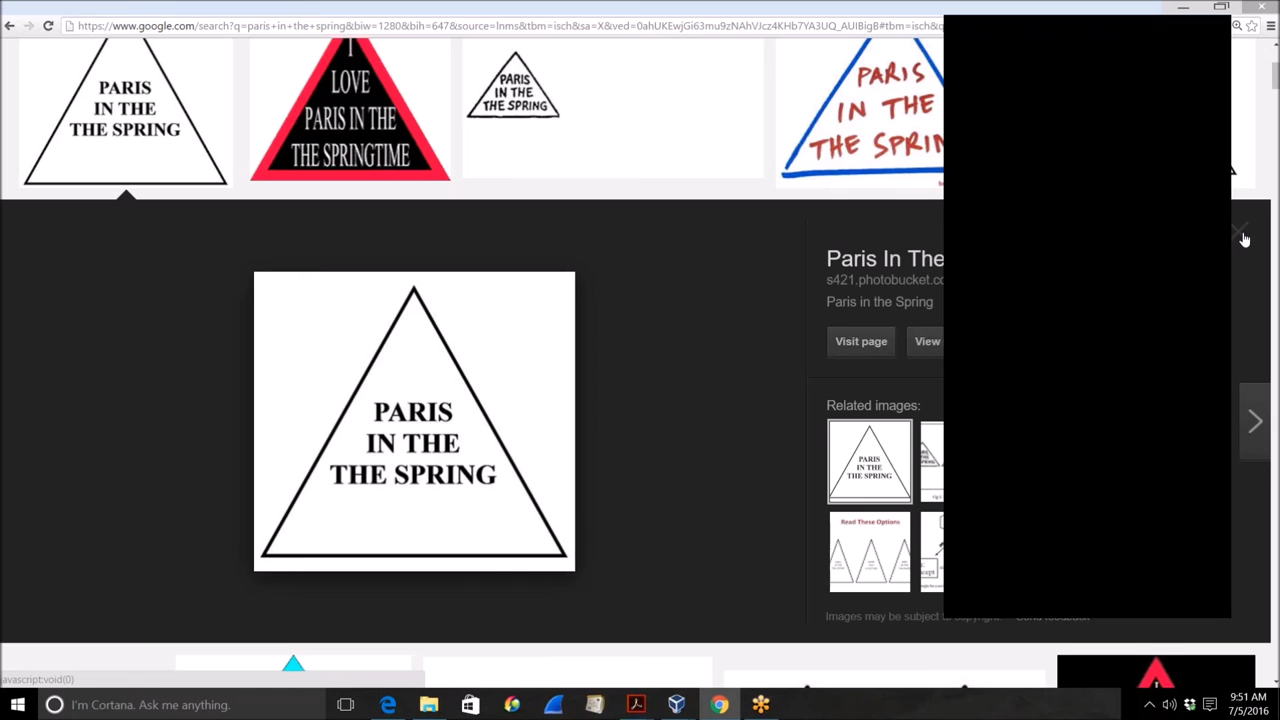 https://www.google.com/search?q=paris+in+the+spring&biw=1280&bih=647&source=lnms&tbm=isch&sa=X&ved=0ahUKEwjGi63mu9zNAhVJcz4KHb7YA3UQ_AUIBigB#tbm=isch&q
PARIS
IN THE
THE SPRING
I
LOVE
PARIS IN THE
THE SPRINGTIME
PARIS
IN THE
THE SPRING
PARIS
IN THE
THE SPRIN
Paris In The
s421.photobucket.co
Paris in the Spring
Visit page
View
PARIS
IN THE
THE SPRING
Related images:
PARIS
IN THE
THE SPRING
Read These Options
Images may be subject to copyright.
Send feedback
javascript:void(0)
I'm Cortana. Ask me anything.
9:51 AM
7/5/2016